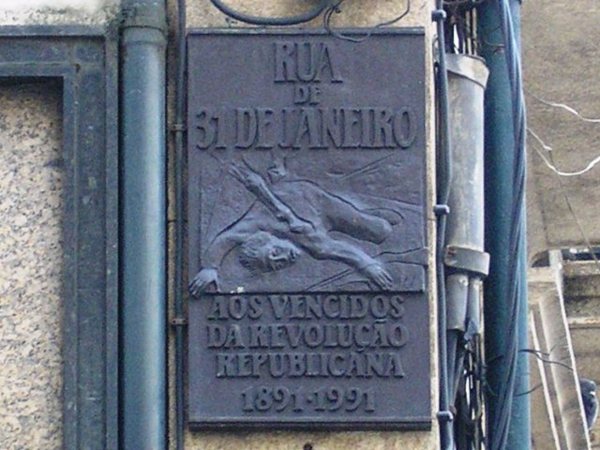 RUA
DE
31 DE JANEIRO
AOS VENCIDOS
DA REVOLUÇÃO
REPUBLICANA
1891-1991